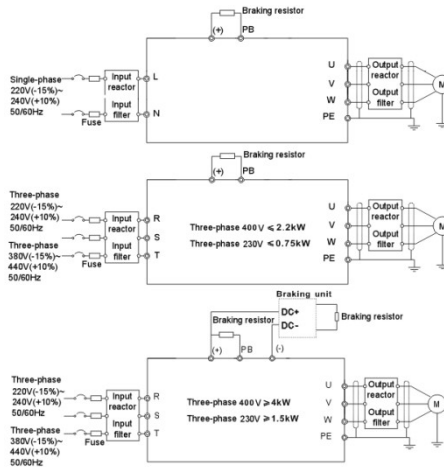 Braking resistor
(+)
PB
Single-phase
220V(-15%)~
240V(+10%)
50/60Hz
Fuse
Input
reactor
Input
filter
L
N
U
V
W
PE
Output
reactor
Output
filter
M
Braking resistor
(+)
PB
Three-phase
220V(-15%)~
240V(+10%)
50/60Hz
Three-phase
380V(-15%)~
440V(+10%)
50/60Hz
Fuse
Input
reactor
Input
filter
R
S
T
Three-phase 400V ≤ 2.2kW
Three-phase 230V ≤ 0.75kW
U
V
W
PE
Output
reactor
Output
filter
M
Braking unit
DC+
DC-
Braking resistor
Braking resistor
(+)
PB
(-)
Three-phase
220V(-15%)~
240V(+10%)
50/60Hz
Three-phase
380V(-15%)~
440V(+10%)
50/60Hz
Fuse
Input
reactor
Input
filter
R
S
T
Three-phase 400V ≥ 4kW
Three-phase 230V ≥ 1.5kW
U
V
W
PE
Output
reactor
Output
filter
M